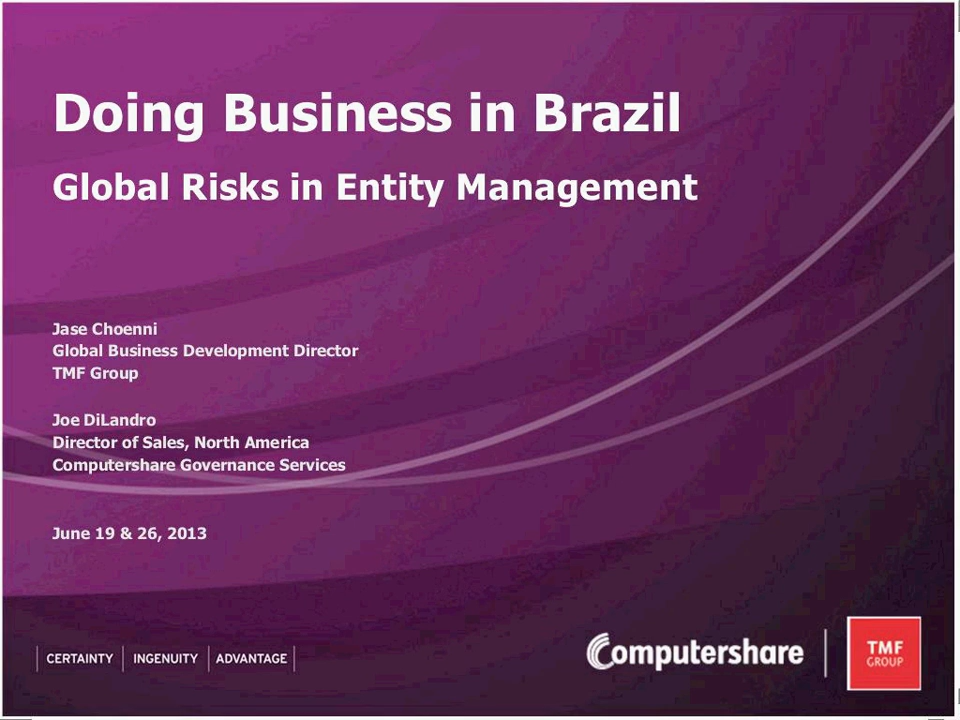 Doing Business in Brazil
Global Risks in Entity Management
Jase Choenni
Global Business Development Director
TMF Group
Joe DiLandro
Director of Sales, North America
Computershare Governance Services
June 19 & 26, 2013
CERTAINTY | INGENUITY | ADVANTAGE
Computershare
TMF
GROUP